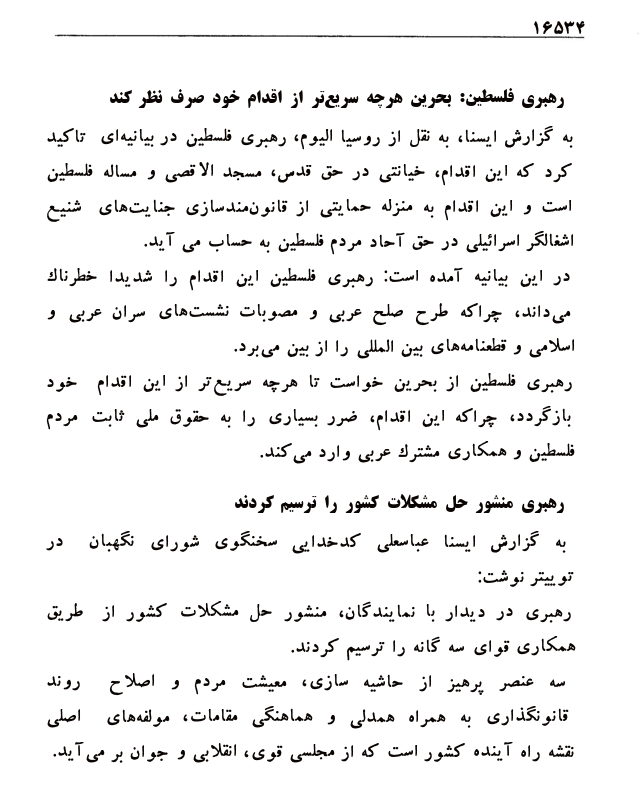 ۱۶۵۳۴
رهبری فلسطین: بحرین هرچه سریع‌تر از اقدام خود صرف نظر کند
به گزارش ایسنا، به نقل از روسیا الیوم، رهبری فلسطین در بیانیه‌ای تاکید
کرد که این اقدام، خیانتی در حق قدس، مسجد الاقصی و مساله فلسطین
است و این اقدام به منزله حمایتی از قانون‌مندسازی جنایت‌های شنیع
اشغالگر اسرائیلی در حق آحاد مردم فلسطین به حساب می آید.
در این بیانیه آمده است: رهبری فلسطین این اقدام را شدیدا خطرناک
می‌داند، چراکه طرح صلح عربی و مصوبات نشست‌های سران عربی و
اسلامی و قطعنامه‌های بین المللی را از بین می‌برد.
رهبری فلسطین از بحرین خواست تا هرچه سریع‌تر از این اقدام خود
بازگردد، چراکه این اقدام، ضرر بسیاری را به حقوق ملی ثابت مردم
فلسطین و همکاری مشترک عربی وارد می‌کند.
رهبری منشور حل مشکلات کشور را ترسیم کردند
به گزارش ایسنا عباسعلی کدخدایی سخنگوی شورای نگهبان در
توییتر نوشت:
رهبری در دیدار با نمایندگان، منشور حل مشکلات کشور از طریق
همکاری قوای سه گانه را ترسیم کردند.
سه عنصر پرهیز از حاشیه سازی، معیشت مردم و اصلاح روند
قانونگذاری به همراه همدلی و هماهنگی مقامات، مولفه‌های اصلی
نقشه راه آینده کشور است که از مجلسی قوی، انقلابی و جوان بر می‌آید.